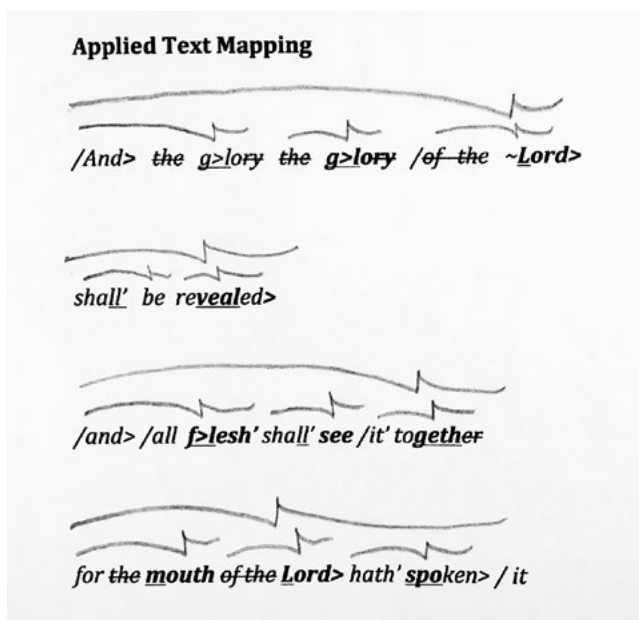 Applied Text Mapping
/And> the g>lory the g>lory /of the ~Lord>
shall' be revealed>
/and> /all f>lesh' shall' see /it' together
for the mouth of the Lord> hath' spoken> / it